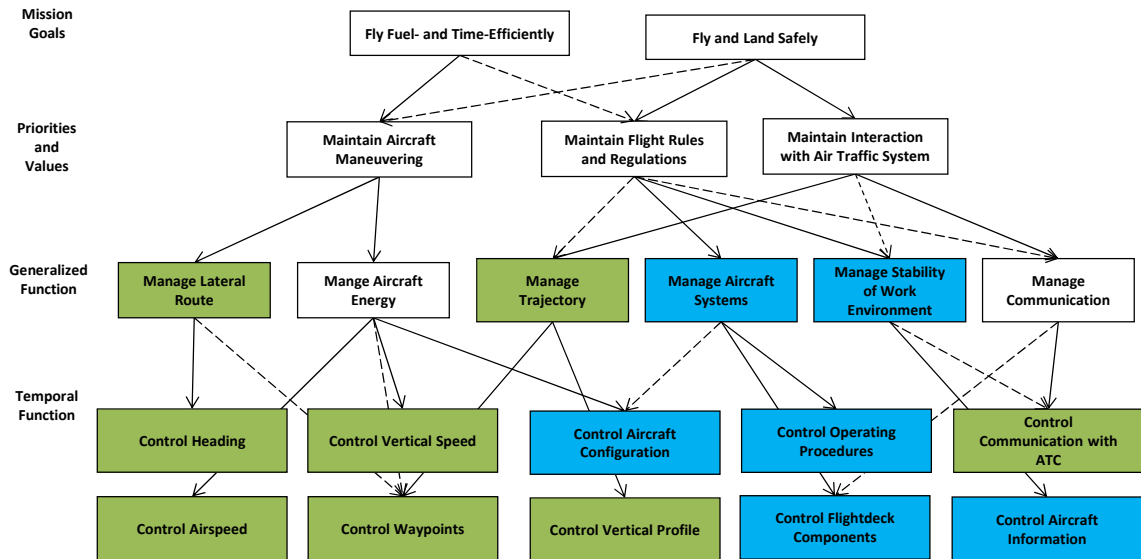 Mission
Goals
Fly Fuel- and Time-Efficiently
Fly and Land Safely
Priorities
and
Values
Maintain Aircraft
Maneuvering
Maintain Flight Rules
and Regulations
Maintain Interaction
with Air Traffic System
Generalized
Function
Manage Lateral
Route
Mange Aircraft
Energy
Manage
Trajectory
Manage Aircraft
Systems
Manage Stability
of Work
Environment
Manage
Communication
Temporal
Function
Control Heading
Control Vertical Speed
Control Aircraft
Configuration
Control Operating
Procedures
Control
Communication with
ATC
Control Airspeed
Control Waypoints
Control Vertical Profile
Control Flightdeck
Components
Control Aircraft
Information